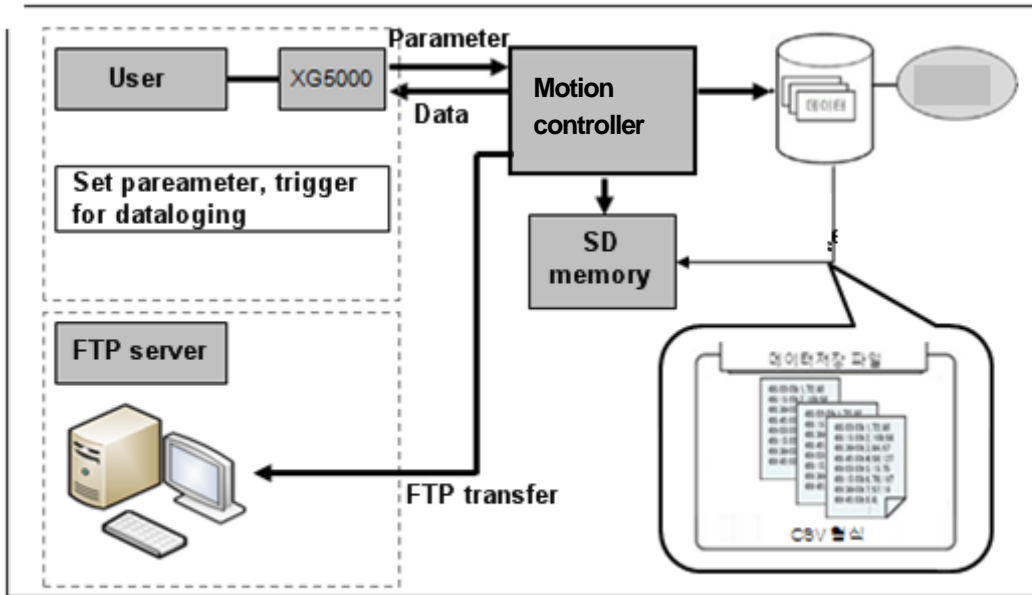 Parameter
User
XG5000
Data
Motion
controller
데이터
Set pareameter, trigger
for dataloging
SD
memory
FTP server
데이터저장 파일
FTP transfer
CSV 형식